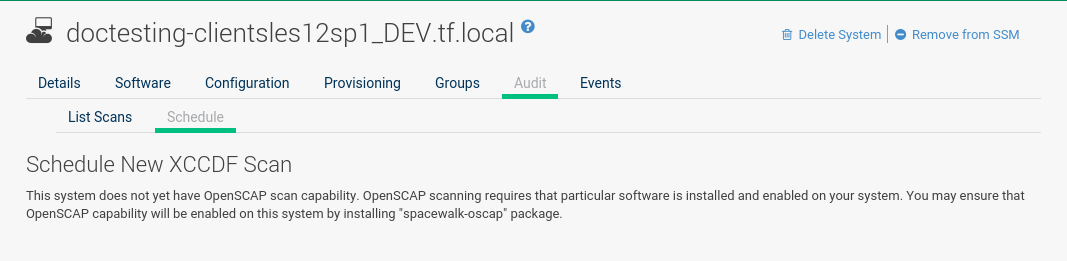 doctesting-clientsles12sp1_DEV.tf.local ?
Delete System | Remove from SSM
Details Software Configuration Provisioning Groups Audit Events
List Scans Schedule
Schedule New XCCDF Scan
This system does not yet have OpenSCAP scan capability. OpenSCAP scanning requires that particular software is installed and enabled on your system. You may ensure that
OpenSCAP capability will be enabled on this system by installing "spacewalk-oscap" package.